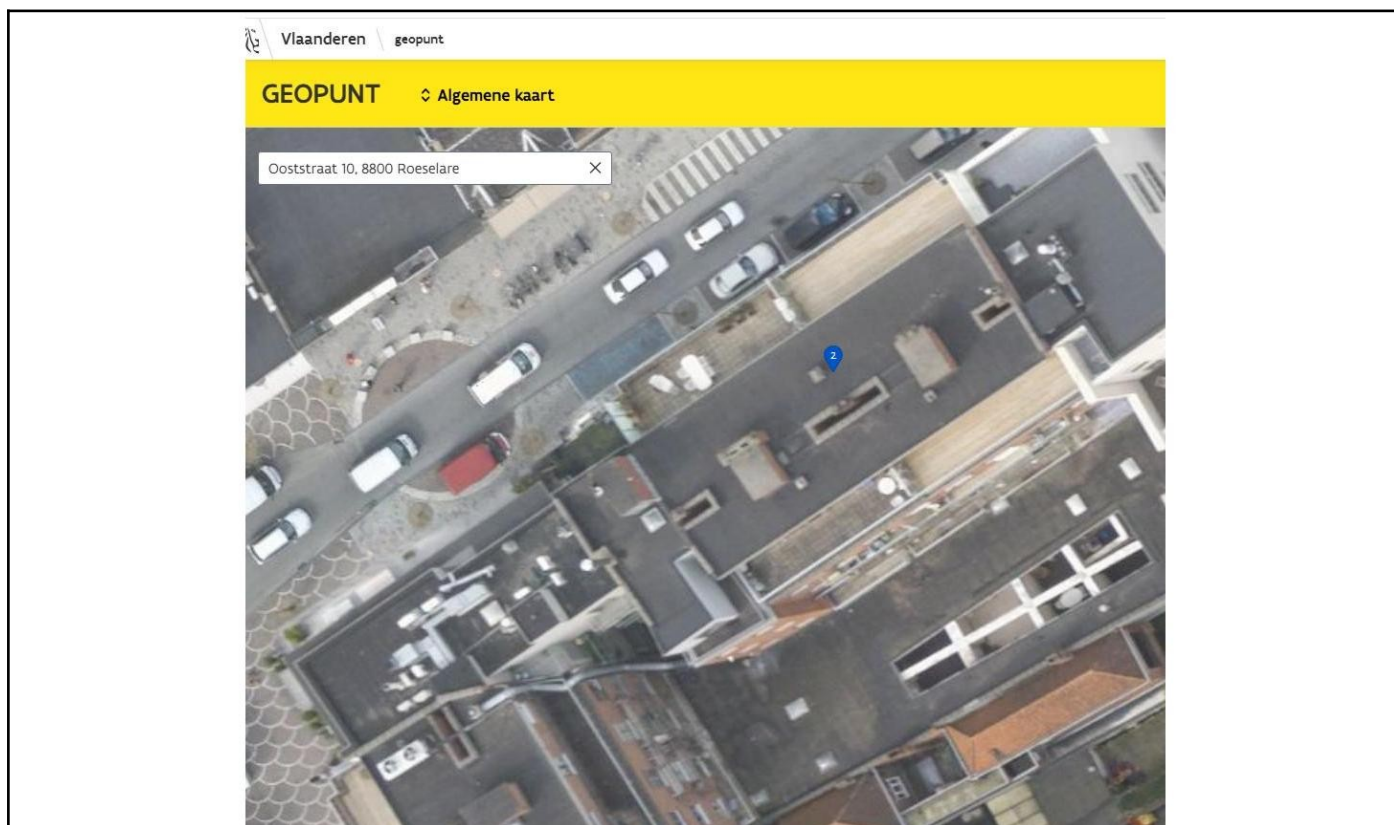 Vlaanderen geopunt
GEOPUNT Algemene kaart
Ooststraat 10, 8800 Roeselare
2